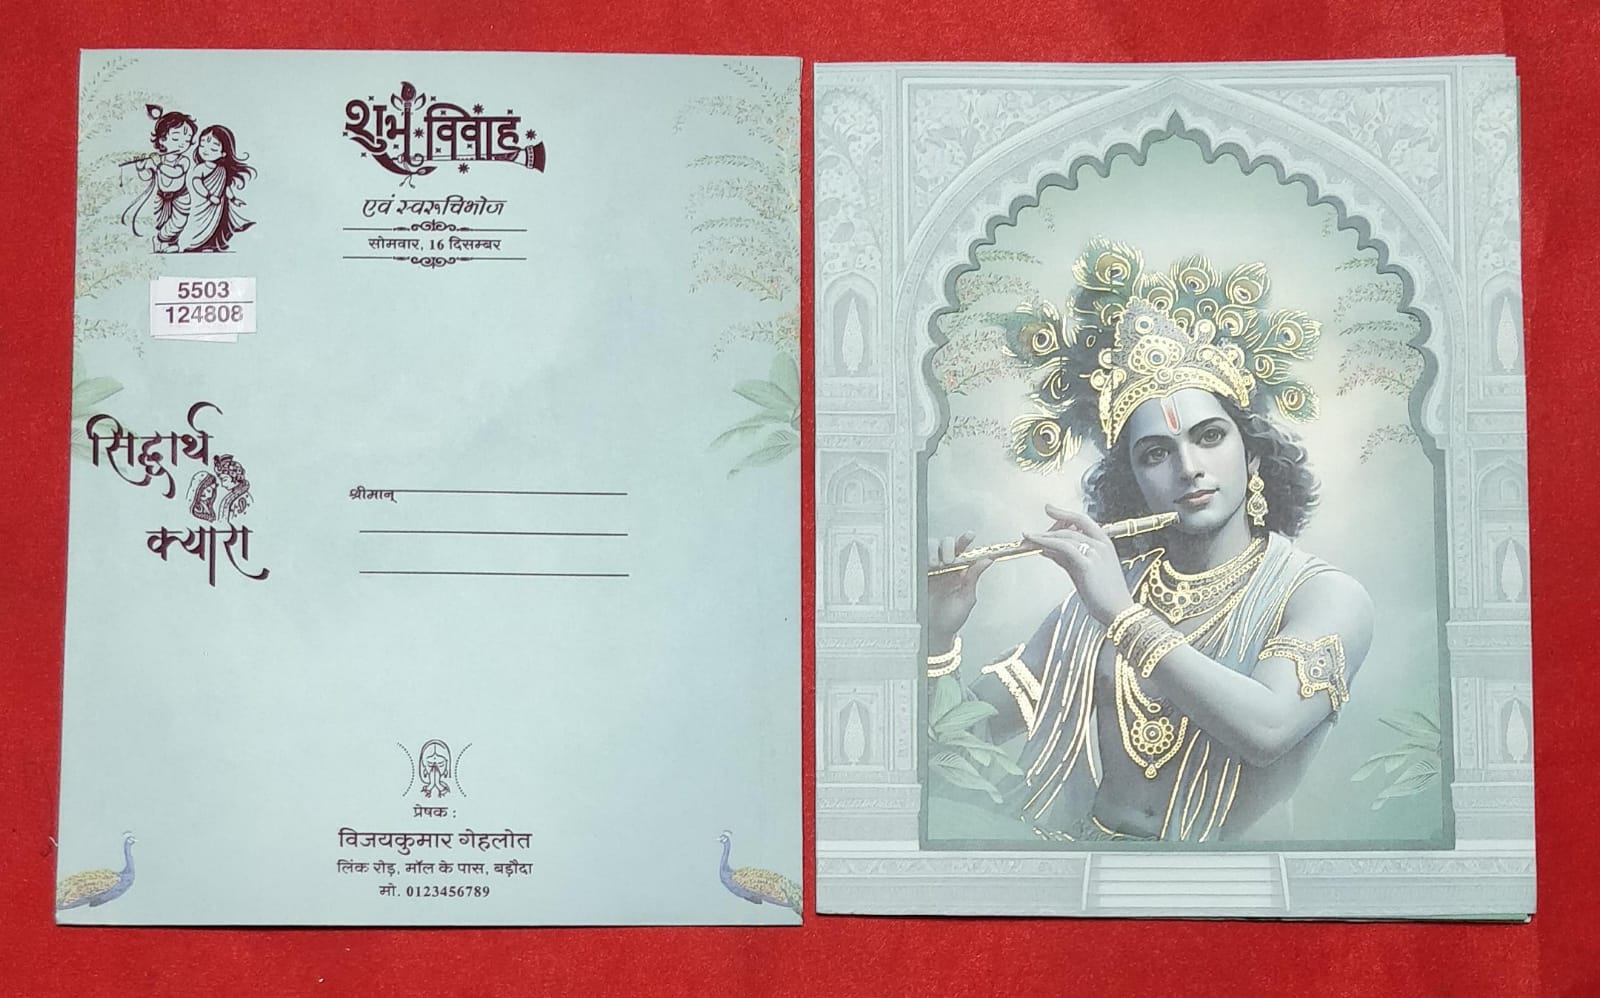 शुभ विवाह
एवं स्वरूचिभोज
सोमवार, 16 दिसम्बर
5503
124808
सिद्धार्थ
क्यारा
श्रीमान्
प्रेषक :
विजयकुमार गेहलोत
लिंक रोड़, मॉल के पास, बड़ौदा
मो. 0123456789